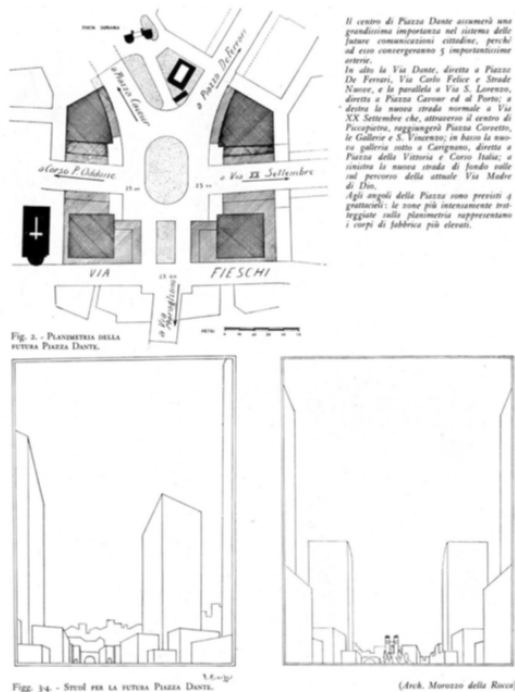 Il centro di Piazza Dante assumerà una
grandissima importanza nel sistema delle
future comunicazioni cittadine, perchè
ad esso convergeranno 5 importantissime
arterie.
In alto la Via Dante, diretta a Piazza
De Ferrari, Via Carlo Felice e Strade
Nuove, e la parallela a Via S. Lorenzo,
diretta a Piazza Cavour ed al Porto; a
destra la nuova strada normale a Via
XX Settembre che, attraverso il centro di
Piccapietra, raggiungerà Piazza Corvetto,
le Gallerie e S. Vincenzo; in basso la nuo-
va galleria sotto a Carignano, diretta a
Piazza della Vittoria e Corso Italia; a
sinistra la nuova strada di fondo valle
sul percorso della attuale Via Madre
di Dio.
Agli angoli della Piazza sono previsti 4
grattacieli: le zone più intensamente trat-
teggiate sulla planimetria rappresentano
i corpi di fabbrica più elevati.
PORTA SOPRANA
a Piazza Cavour
a Piazza De Ferrari
a Via XX Settembre
VIA FIESCHI
METRI
Fig. 2. - Planimetria della
futura Piazza Dante.
Figg. 3-4. - Studî per la futura Piazza Dante.
(Arch. Morozzo della Rocca)